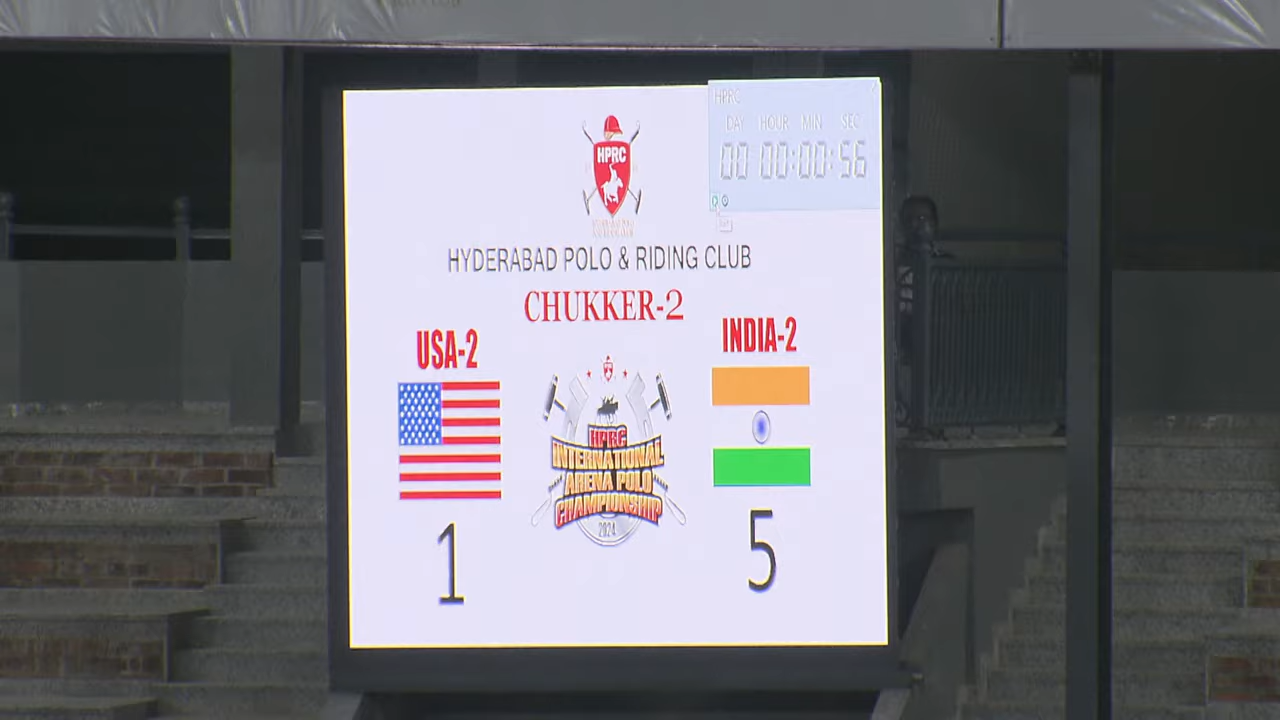 HPRC
DAY HOUR MIN SEC
00 00:00:56
HPRC
HYDERABAD POLO & RIDING CLUB
CHUKKER-2
USA-2
INDIA-2
HPRC
INTERNATIONAL
ARENA POLO
CHAMPIONSHIP
2024
1
5